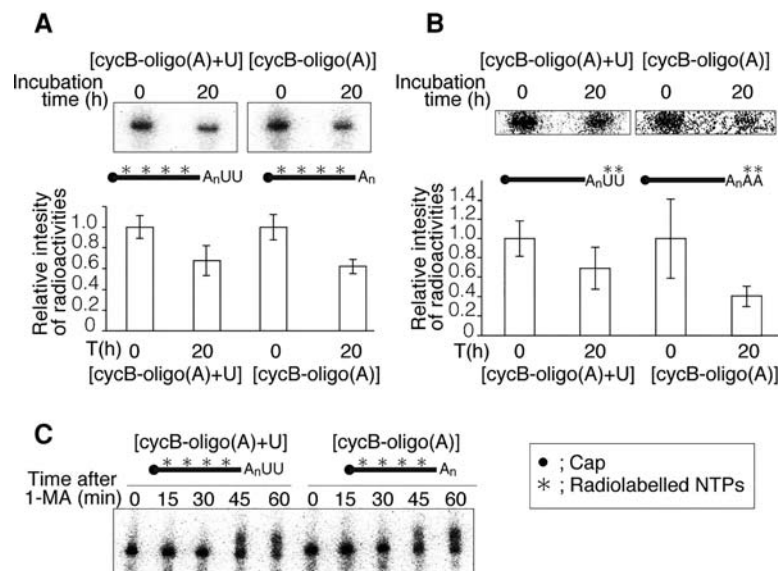 A
[cycB-oligo(A)+U] [cycB-oligo(A)]
Incubation time (h) 0 20 0 20
* * * * AnUU * * * * An
Relative intesity of radioactivities
1.0
0.8
0.6
0.4
0.2
0
T(h) 0 20 0 20
[cycB-oligo(A)+U] [cycB-oligo(A)]
B
[cycB-oligo(A)+U] [cycB-oligo(A)]
Incubation time (h) 0 20 0 20
** **
AnUU AnAA
Relative intesity of radioactivities
1.4
1.2
1.0
0.8
0.6
0.4
0.2
0
T(h) 0 20 0 20
[cycB-oligo(A)+U] [cycB-oligo(A)]
C
[cycB-oligo(A)+U] [cycB-oligo(A)]
* * * * AnUU * * * * An
Time after
1-MA (min) 0 15 30 45 60 0 15 30 45 60
● ; Cap
* ; Radiolabelled NTPs